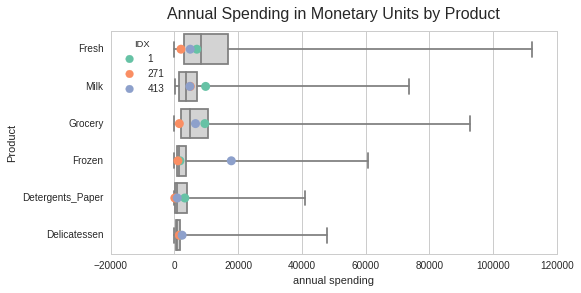 Annual Spending in Monetary Units by Product
Product
Fresh
Milk
Grocery
Frozen
Detergents_Paper
Delicatessen
IDX
1
271
413
−20000 0 20000 40000 60000 80000 100000 120000
annual spending